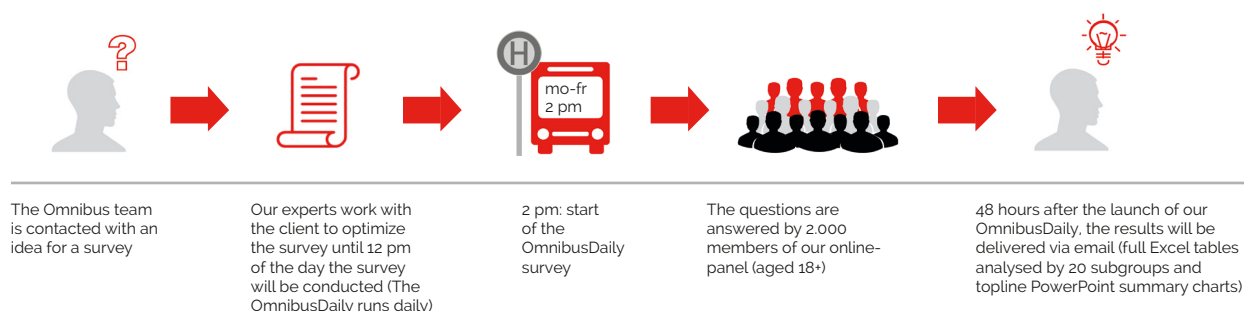 ?
H
mo-fr
2 pm
The Omnibus team
is contacted with an
idea for a survey
Our experts work with
the client to optimize
the survey until 12 pm
of the day the survey
will be conducted (The
OmnibusDaily runs daily)
2 pm: start
of the
OmnibusDaily
survey
The questions are
answered by 2.000
members of our online-
panel (aged 18+)
48 hours after the launch of our
OmnibusDaily, the results will be
delivered via email (full Excel tables
analysed by 20 subgroups and
topline PowerPoint summary charts)